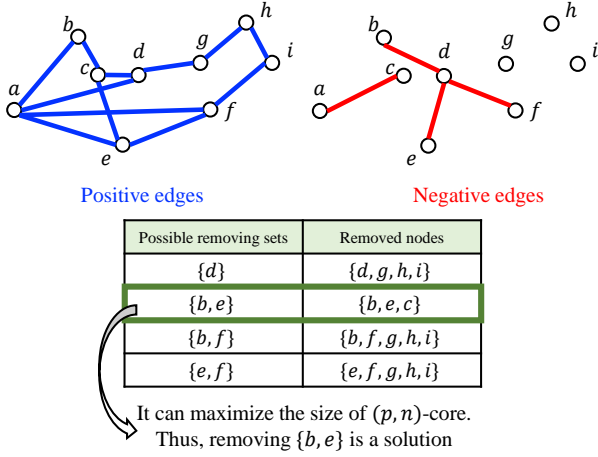 b c d g h i
a f
e
b c d g h i
a f
e
Positive edges
Negative edges
Possible removing sets Removed nodes
{d} {d, g, h, i}
{b, e} {b, e, c}
{b, f} {b, f, g, h, i}
{e, f} {e, f, g, h, i}
It can maximize the size of (p, n)-core.
Thus, removing {b, e} is a solution